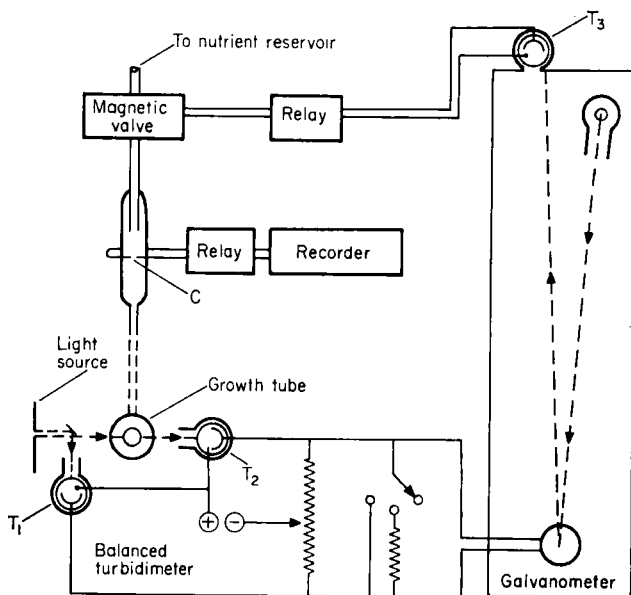 To nutrient reservoir
T3
Magnetic
valve
Relay
Relay
Recorder
C
Light
source
Growth tube
T2
T1
+ −
Balanced
turbidimeter
Galvanometer